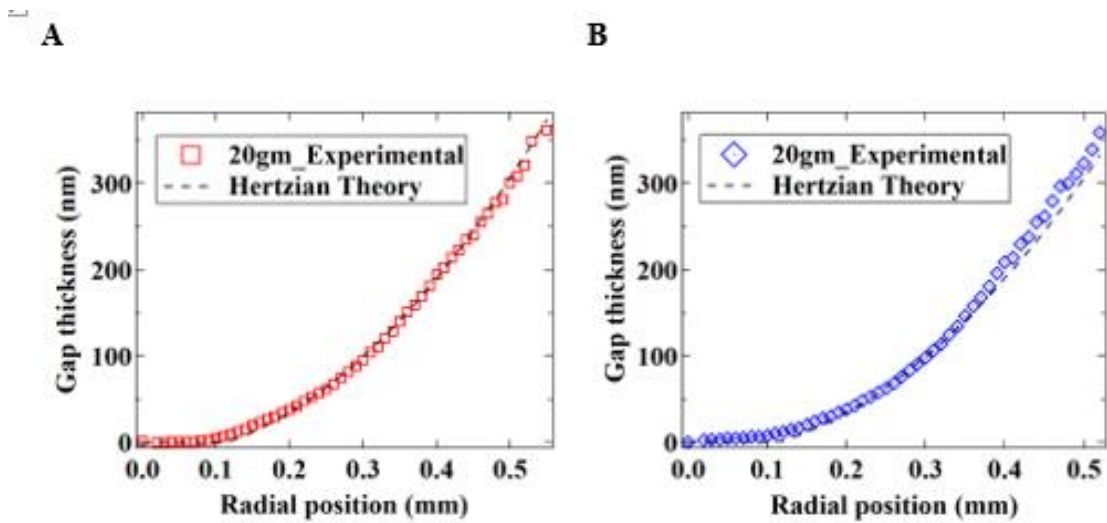 A
B
20gm_Experimental
Hertzian Theory
Gap thickness (nm)
300
200
100
0
0.0 0.1 0.2 0.3 0.4 0.5
Radial position (mm)
20gm_Experimental
Hertzian Theory
Gap thickness (nm)
300
200
100
0
0.0 0.1 0.2 0.3 0.4 0.5
Radial position (mm)